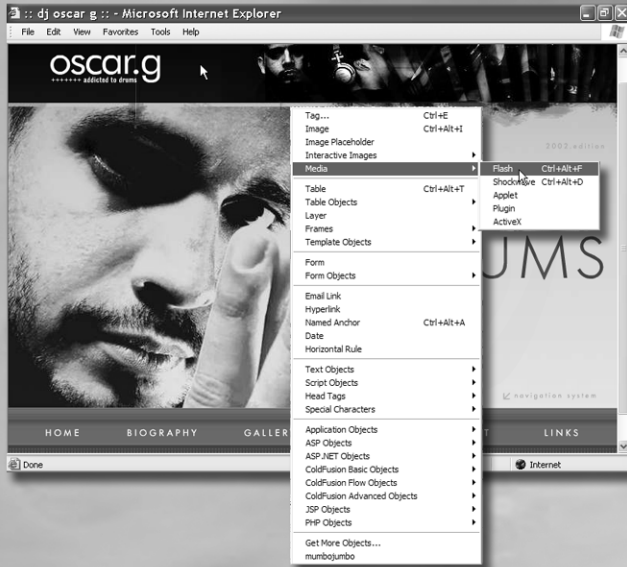 :: dj oscar g :: - Microsoft Internet Explorer
File Edit View Favorites Tools Help
oscar.g
+++++++ addicted to drums
2003.edition
Tag... Ctrl+E
Image Ctrl+Alt+I
Image Placeholder
Interactive Images
Media
Flash Ctrl+Alt+F
Shockwave Ctrl+Alt+D
Applet
Plugin
ActiveX
Table Ctrl+Alt+T
Table Objects
Layer
Frames
Template Objects
UMS
Form
Form Objects
Email Link
Hyperlink
Named Anchor Ctrl+Alt+A
Date
Horizontal Rule
Text Objects
Script Objects
Head Tags
Special Characters
navigation system
Application Objects
ASP Objects
ASP.NET Objects
ColdFusion Basic Objects
ColdFusion Flow Objects
ColdFusion Advanced Objects
JSP Objects
PHP Objects
Get More Objects...
mumbojumbo
HOME BIOGRAPHY GALLER T LINKS
Done Internet